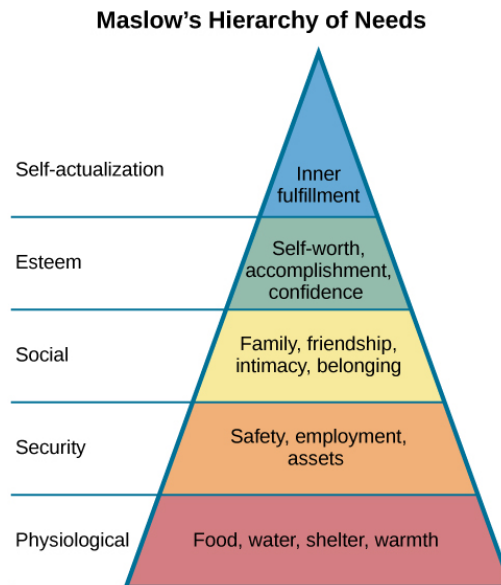 Maslow's Hierarchy of Needs
Self-actualization
Inner
fulfillment
Esteem
Self-worth,
accomplishment,
confidence
Social
Family, friendship,
intimacy, belonging
Security
Safety, employment,
assets
Physiological
Food, water, shelter, warmth